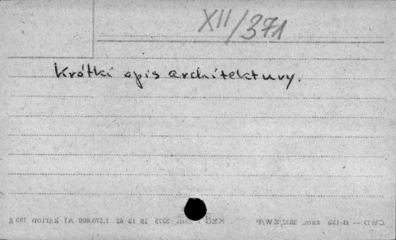 XII/371
Krótki opis architektury.